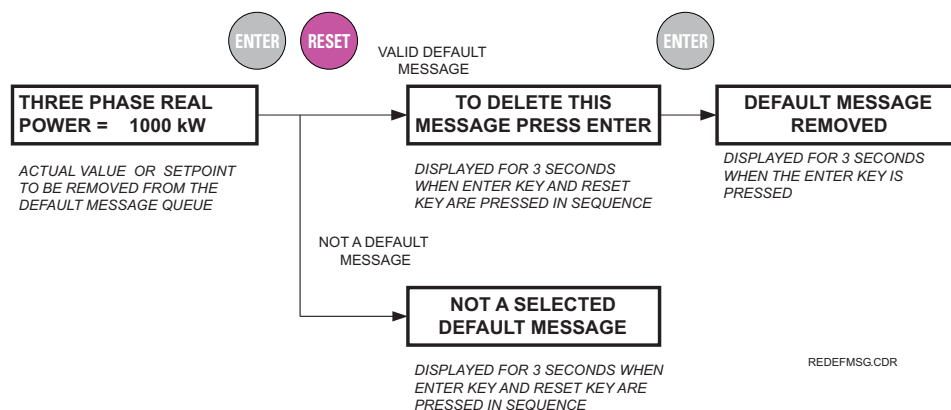 ENTER
RESET
ENTER
VALID DEFAULT
MESSAGE
THREE PHASE REAL
POWER = 1000 kW
TO DELETE THIS
MESSAGE PRESS ENTER
DEFAULT MESSAGE
REMOVED
ACTUAL VALUE OR SETPOINT
TO BE REMOVED FROM THE
DEFAULT MESSAGE QUEUE
DISPLAYED FOR 3 SECONDS
WHEN ENTER KEY AND RESET
KEY ARE PRESSED IN SEQUENCE
DISPLAYED FOR 3 SECONDS
WHEN THE ENTER KEY IS
PRESSED
NOT A DEFAULT
MESSAGE
NOT A SELECTED
DEFAULT MESSAGE
DISPLAYED FOR 3 SECONDS WHEN
ENTER KEY AND RESET KEY ARE
PRESSED IN SEQUENCE
REDEFMSG.CDR